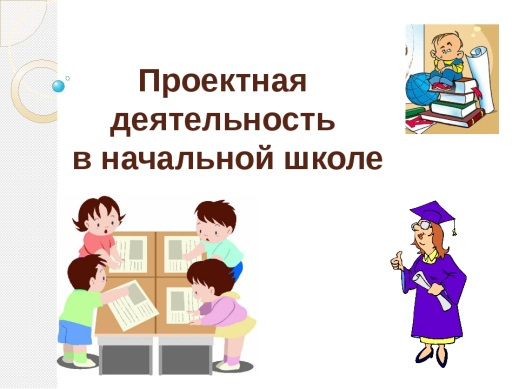 Проектная
деятельность
в начальной школе